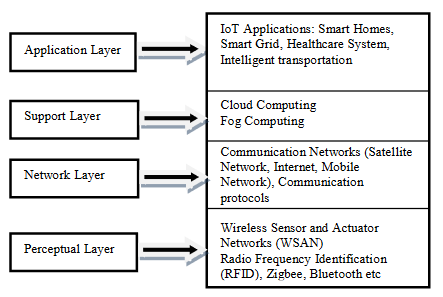 Application Layer
IoT Applications: Smart Homes,
Smart Grid, Healthcare System,
Intelligent transportation
Support Layer
Cloud Computing
Fog Computing
Network Layer
Communication Networks (Satellite
Network, Internet, Mobile
Network), Communication
protocols
Perceptual Layer
Wireless Sensor and Actuator
Networks (WSAN)
Radio Frequency Identification
(RFID), Zigbee, Bluetooth etc